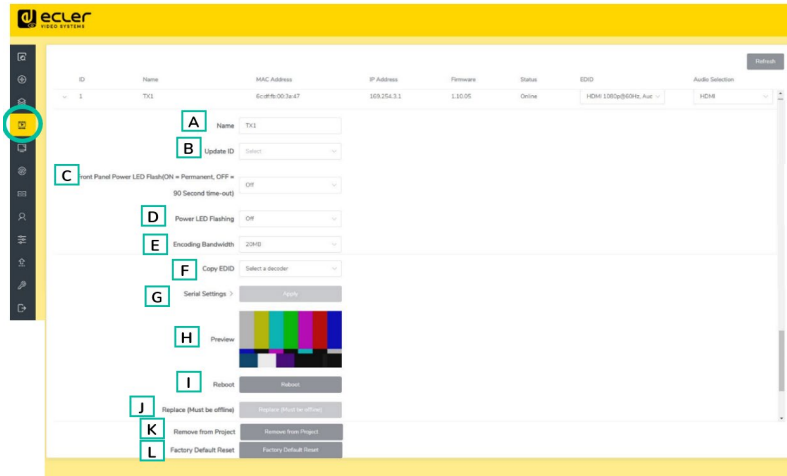 ecler
VIDEO SYSTEMS
Refresh
ID Name MAC Address IP Address Firmware Status EDID Audio Selection
1 TX1 6c:df:fb:00:3a:47 169.254.3.1 1.10.05 Online HDMI 1080p@60Hz, Aud HDMI
A Name TX1
B Update ID Select
C ront Panel Power LED Flash(ON = Permanent, OFF =
90 Second time-out) Off
D Power LED Flashing Off
E Encoding Bandwidth 20MB
F Copy EDID Select a decoder
G Serial Settings > Apply
H Preview
I Reboot Reboot
J Replace (Must be offline) Replace (Must be offline)
K Remove from Project Remove from Project
L Factory Default Reset Factory Default Reset